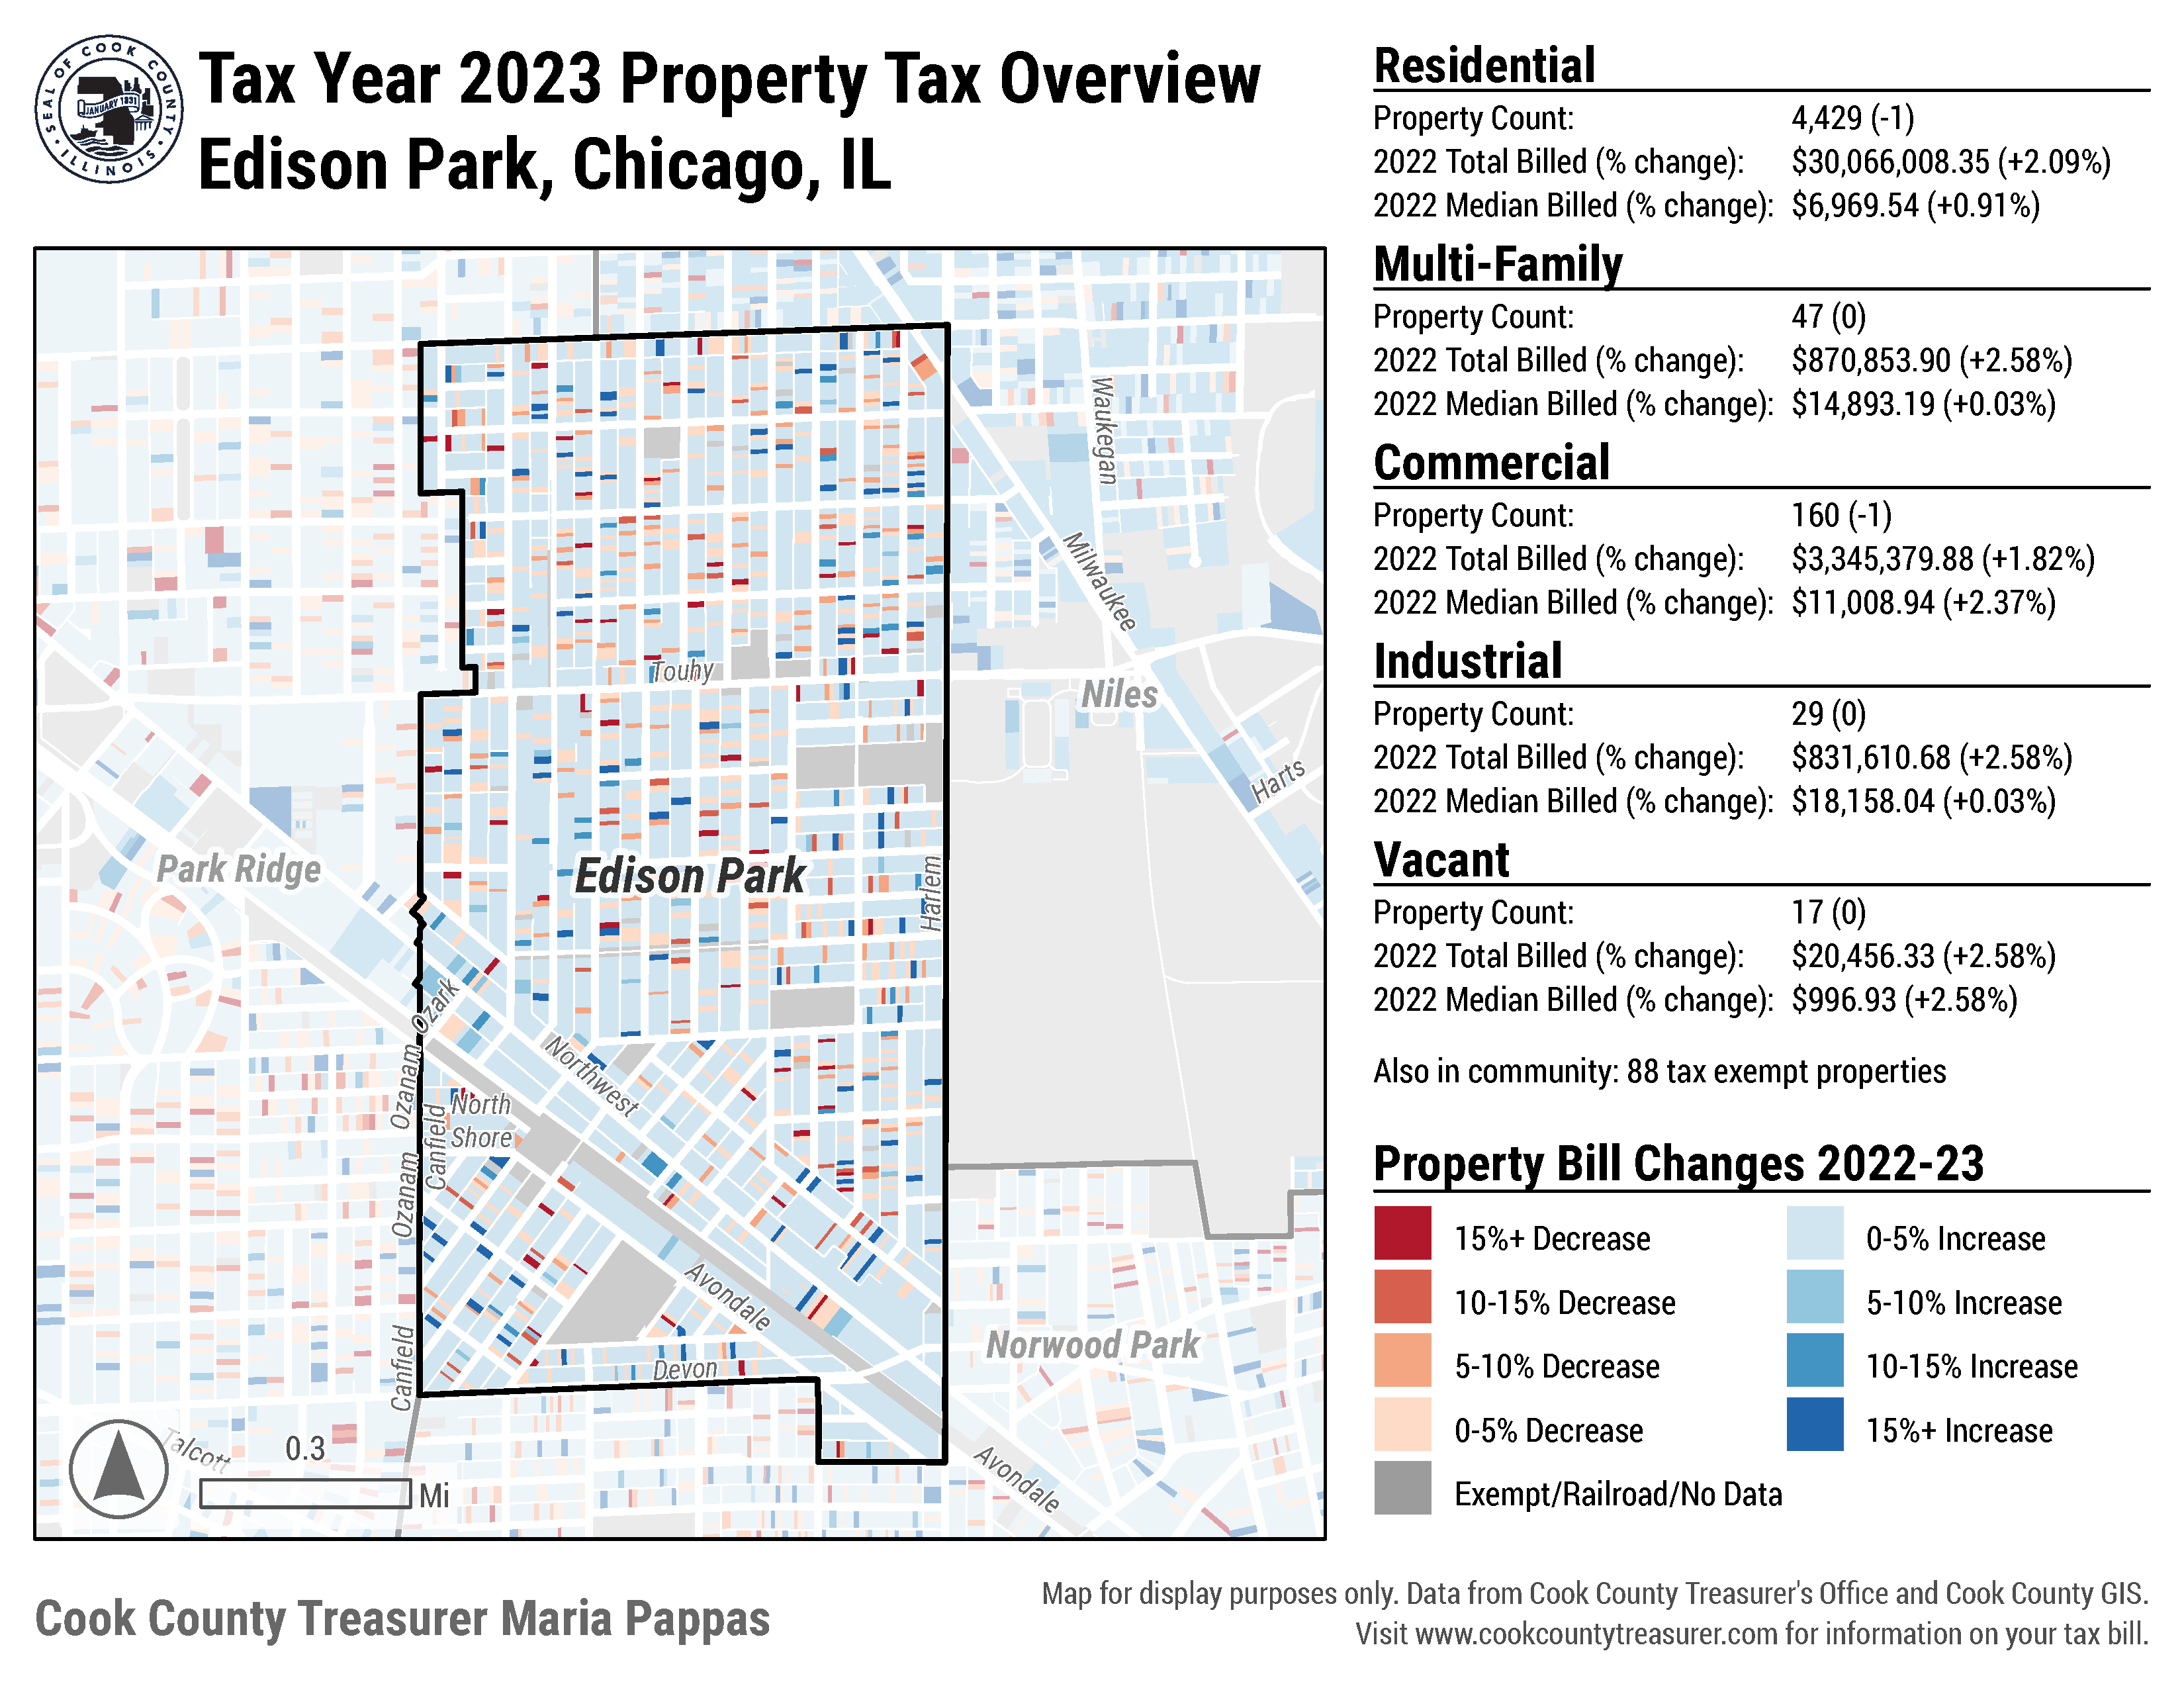 SEAL OF COOK COUNTY
ILLINOIS
JANUARY 1831
Tax Year 2023 Property Tax Overview
Edison Park, Chicago, IL
Residential
Property Count: 4,429 (-1)
2022 Total Billed (% change): $30,066,008.35 (+2.09%)
2022 Median Billed (% change): $6,969.54 (+0.91%)
Multi-Family
Property Count: 47 (0)
2022 Total Billed (% change): $870,853.90 (+2.58%)
2022 Median Billed (% change): $14,893.19 (+0.03%)
Commercial
Property Count: 160 (-1)
2022 Total Billed (% change): $3,345,379.88 (+1.82%)
2022 Median Billed (% change): $11,008.94 (+2.37%)
Industrial
Property Count: 29 (0)
2022 Total Billed (% change): $831,610.68 (+2.58%)
2022 Median Billed (% change): $18,158.04 (+0.03%)
Vacant
Property Count: 17 (0)
2022 Total Billed (% change): $20,456.33 (+2.58%)
2022 Median Billed (% change): $996.93 (+2.58%)
Also in community: 88 tax exempt properties
Property Bill Changes 2022-23
15%+ Decrease
0-5% Increase
10-15% Decrease
5-10% Increase
5-10% Decrease
10-15% Increase
0-5% Decrease
15%+ Increase
Exempt/Railroad/No Data
Waukegan
Milwaukee
Touhy
Niles
Harts
Park Ridge
Edison Park
Harlem
Ozark
Northwest
Ozanam
Canfield
North
Shore
Ozanam
Avondale
Norwood Park
Devon
Canfield
Talcott
Avondale
0.3
Mi
Cook County Treasurer Maria Pappas
Map for display purposes only. Data from Cook County Treasurer's Office and Cook County GIS.
Visit www.cookcountytreasurer.com for information on your tax bill.